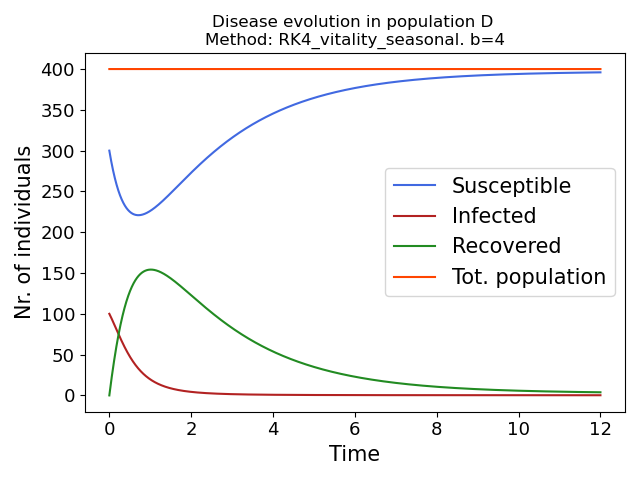 Disease evolution in population D
Method: RK4_vitality_seasonal. b=4
Nr. of individuals
400
350
300
250
200
150
100
50
0
Susceptible
Infected
Recovered
Tot. population
0 2 4 6 8 10 12
Time